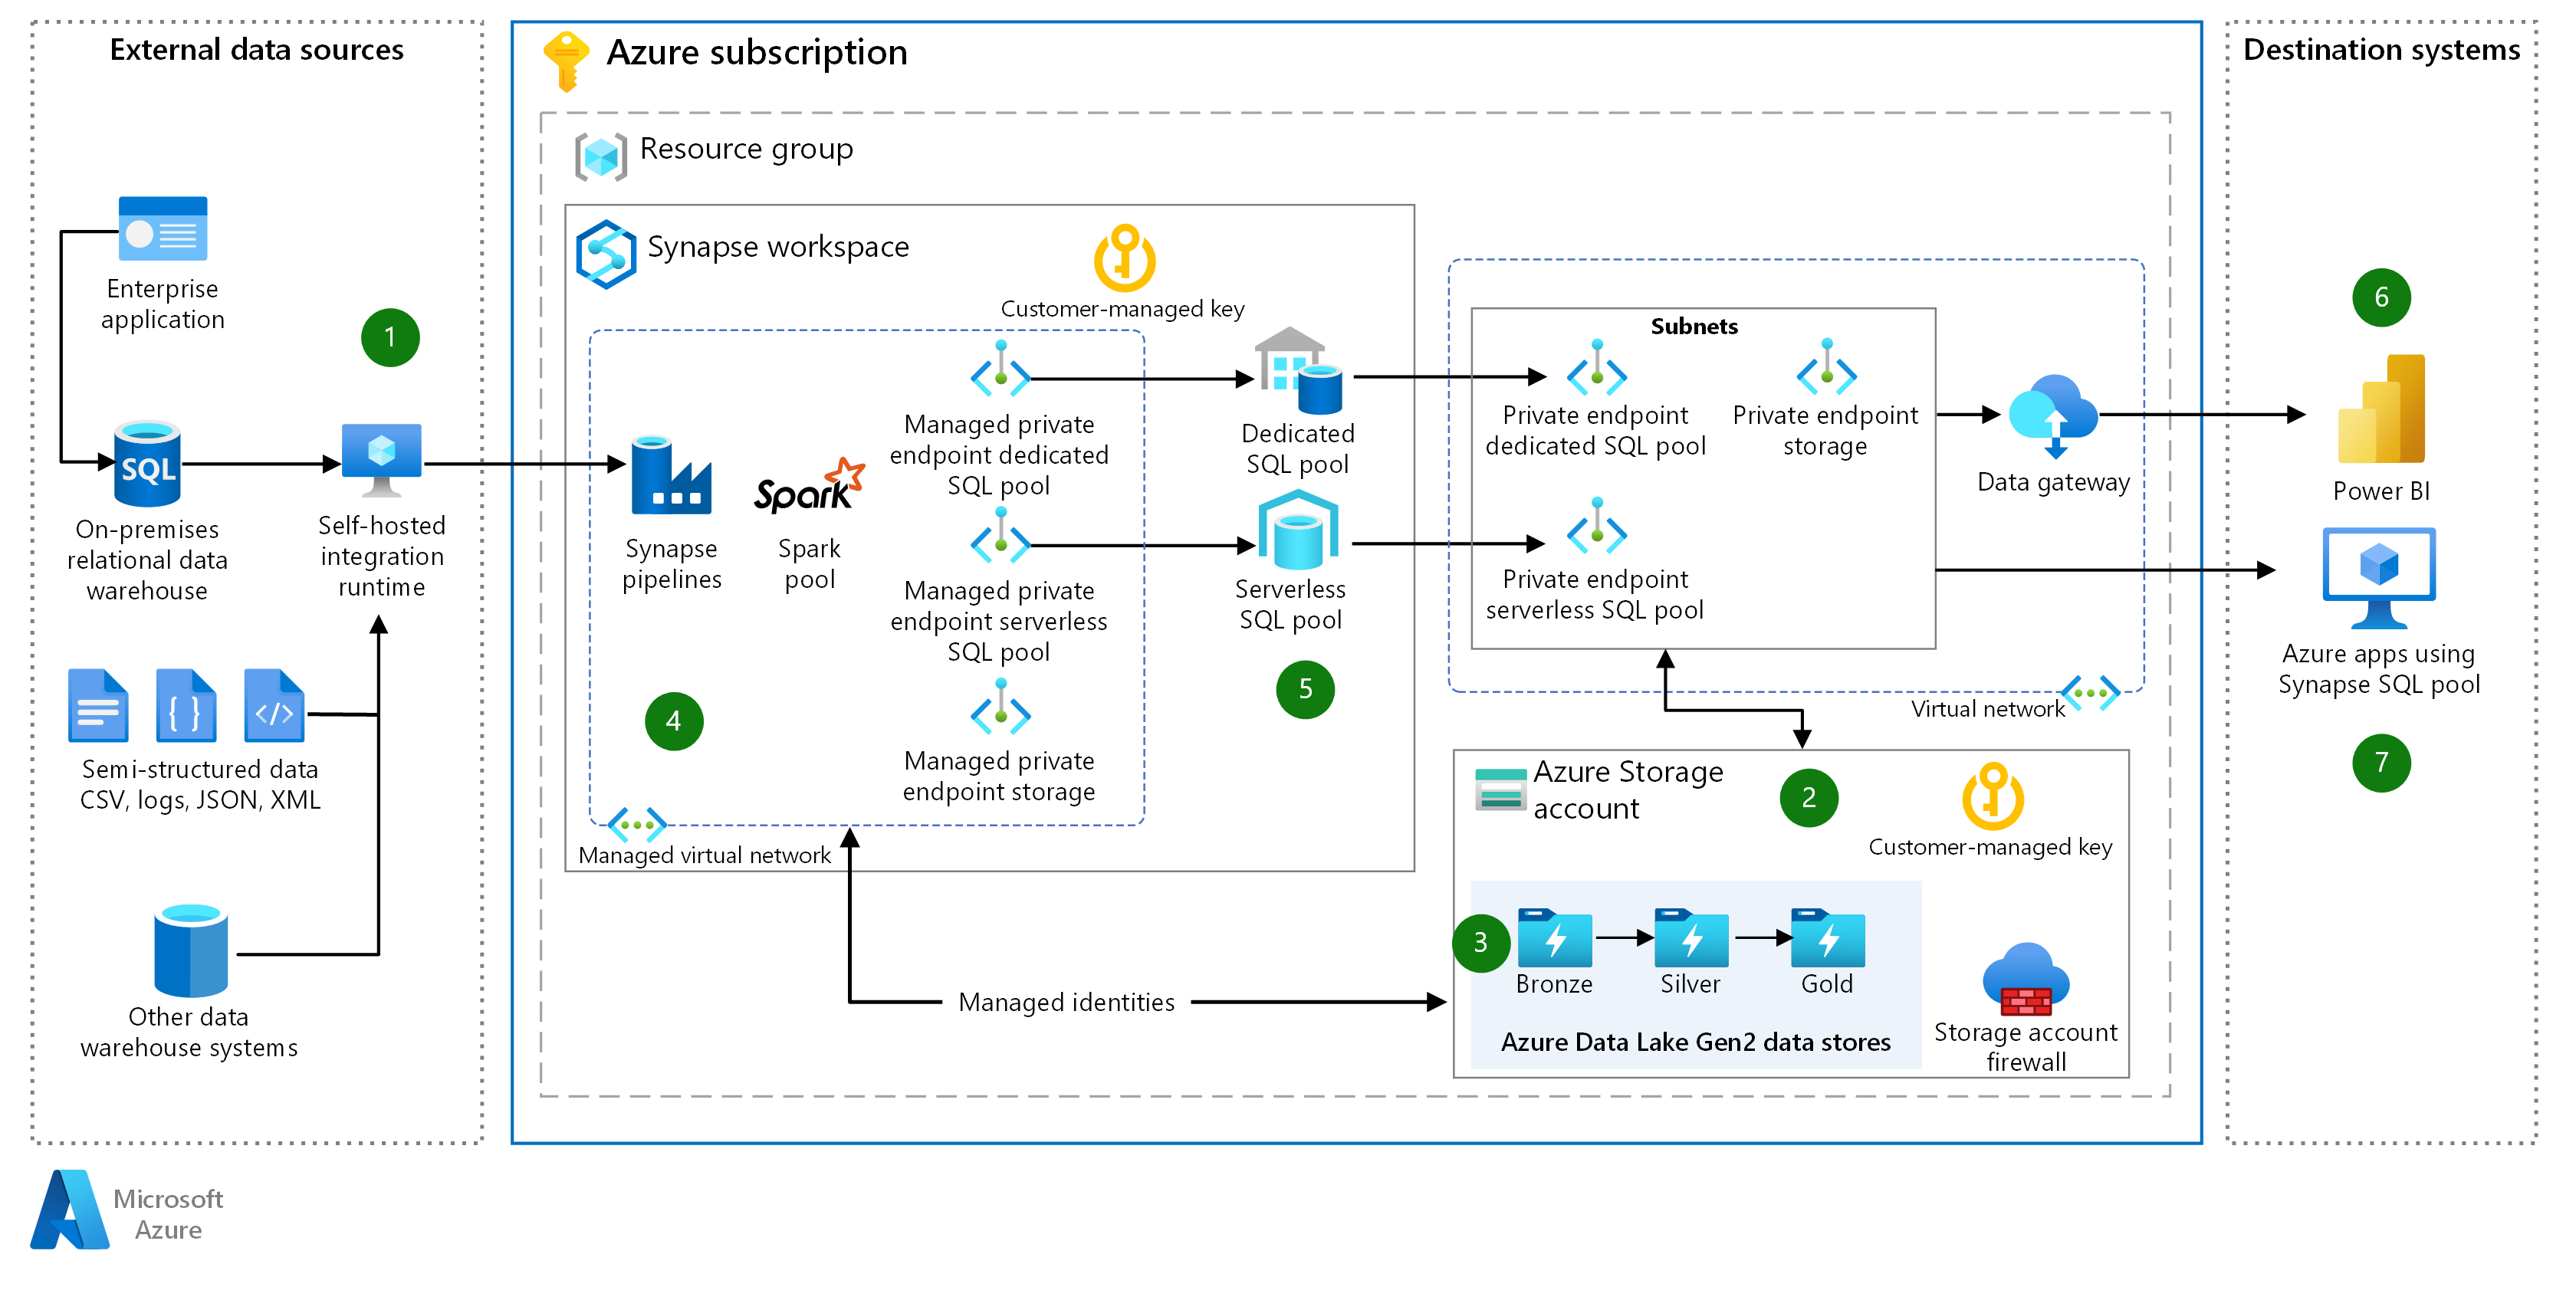 External data sources
Enterprise
application
1
SQL
On-premises
relational data
warehouse
Self-hosted
integration
runtime
{ }
</>
Semi-structured data
CSV, logs, JSON, XML
Other data
warehouse systems
Azure subscription
Resource group
Synapse workspace
Customer-managed key
Synapse
pipelines
Spark
Spark
pool
Managed private
endpoint dedicated
SQL pool
Managed private
endpoint serverless
SQL pool
Managed private
endpoint storage
4
Managed virtual network
Dedicated
SQL pool
Serverless
SQL pool
5
Subnets
Private endpoint
dedicated SQL pool
Private endpoint
storage
Private endpoint
serverless SQL pool
Data gateway
Virtual network
Managed identities
Azure Storage
account
2
Customer-managed key
3
Bronze
Silver
Gold
Azure Data Lake Gen2 data stores
Storage account
firewall
Destination systems
6
Power BI
Azure apps using
Synapse SQL pool
7
Microsoft
Azure